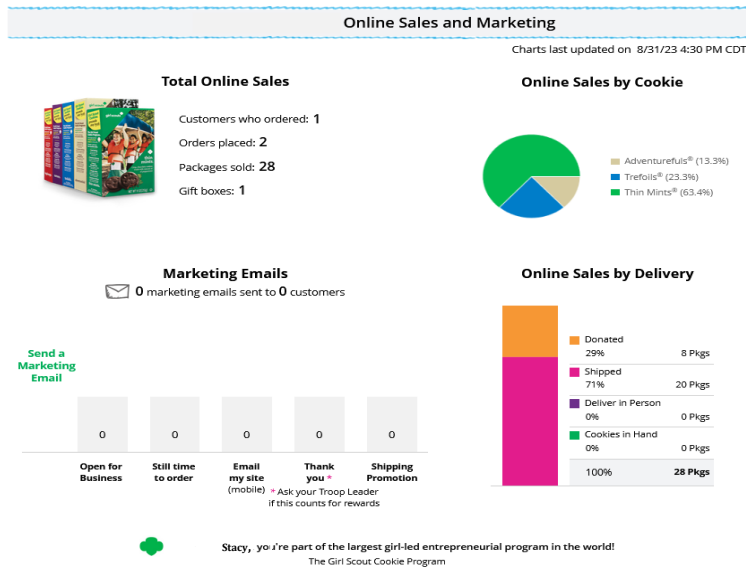 Online Sales and Marketing
Charts last updated on 8/31/23 4:30 PM CDT
Total Online Sales
Customers who ordered: 1
Orders placed: 2
Packages sold: 28
Gift boxes: 1
Online Sales by Cookie
Adventurefuls® (13.3%)
Trefoils® (23.3%)
Thin Mints® (63.4%)
Marketing Emails
0 marketing emails sent to 0 customers
Send a
Marketing
Email
0 0 0 0 0
Open for Still time Email Thank Shipping
Business to order my site you * Promotion
(mobile) * Ask your Troop Leader
if this counts for rewards
Online Sales by Delivery
Donated
29% 8 Pkgs
Shipped
71% 20 Pkgs
Deliver in Person
0% 0 Pkgs
Cookies in Hand
0% 0 Pkgs
100% 28 Pkgs
Stacy, you're part of the largest girl-led entrepreneurial program in the world!
The Girl Scout Cookie Program